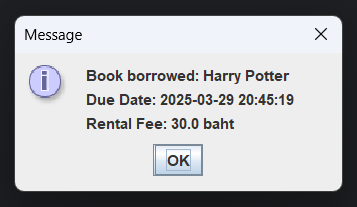 Message
Book borrowed: Harry Potter
Due Date: 2025-03-29 20:45:19
Rental Fee: 30.0 baht
OK